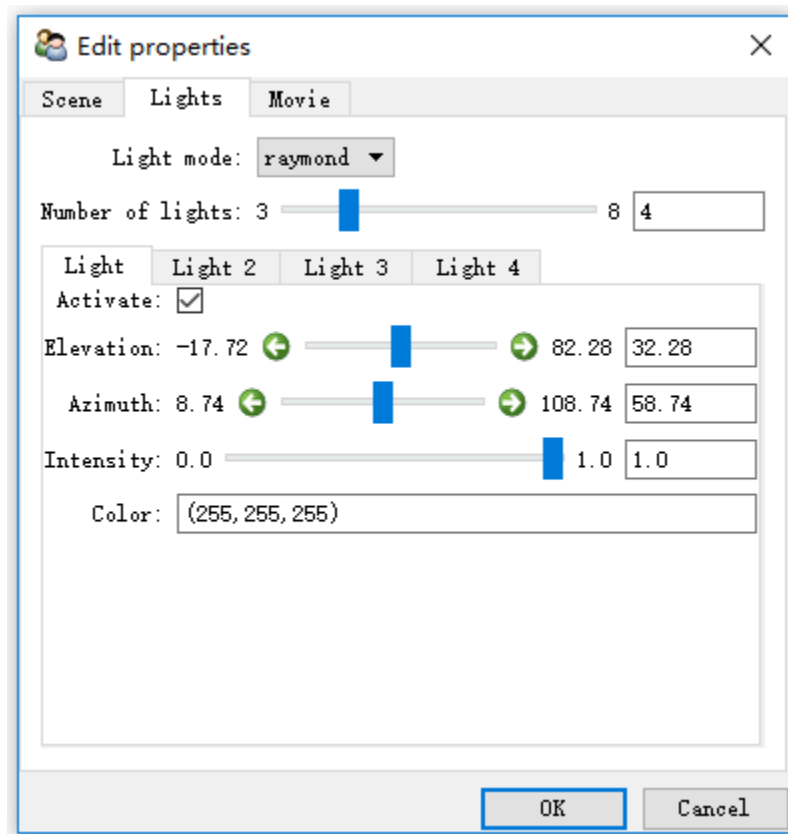 Edit properties
Scene Lights Movie
Light mode: raymond
Number of lights: 3 8 4
Light Light 2 Light 3 Light 4
Activate:
Elevation: -17.72 82.28 32.28
Azimuth: 8.74 108.74 58.74
Intensity: 0.0 1.0 1.0
Color: (255,255,255)
OK Cancel